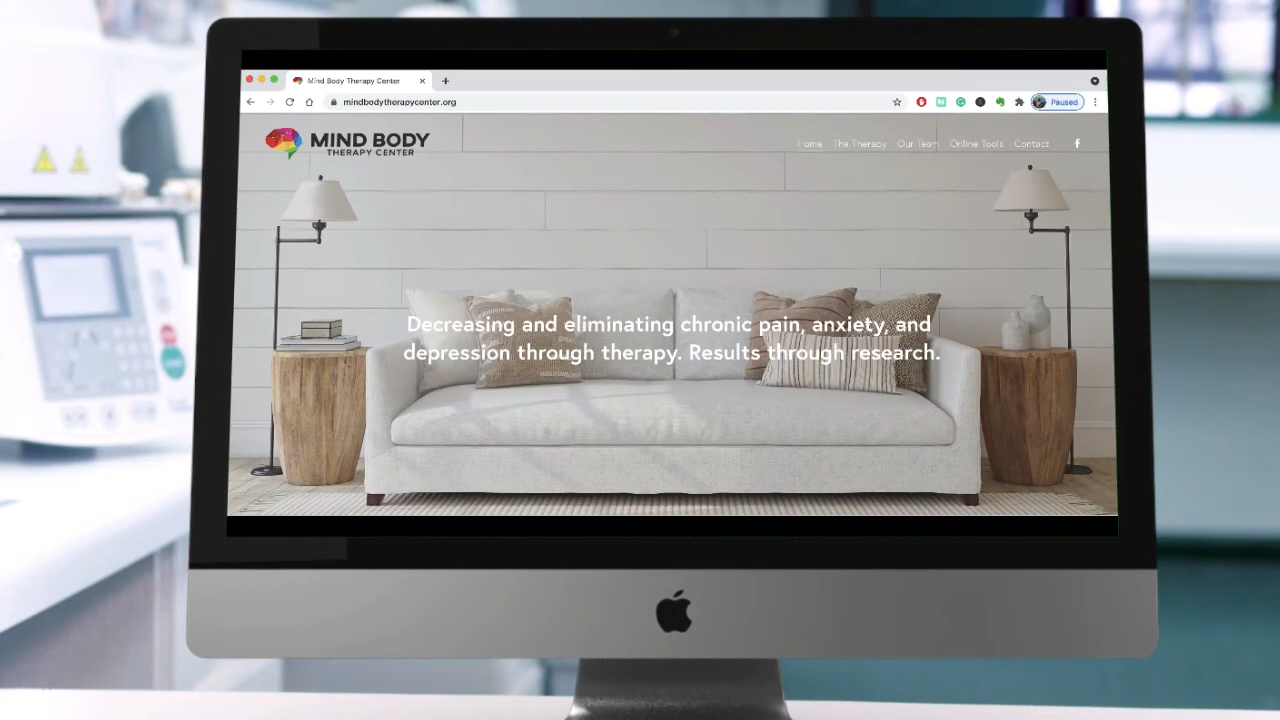 Mind Body Therapy Center
mindbodytherapycenter.org
Paused
MIND BODY
THERAPY CENTER
Home The Therapy Our Team Online Tools Contact
Decreasing and eliminating chronic pain, anxiety, and
depression through therapy. Results through research.